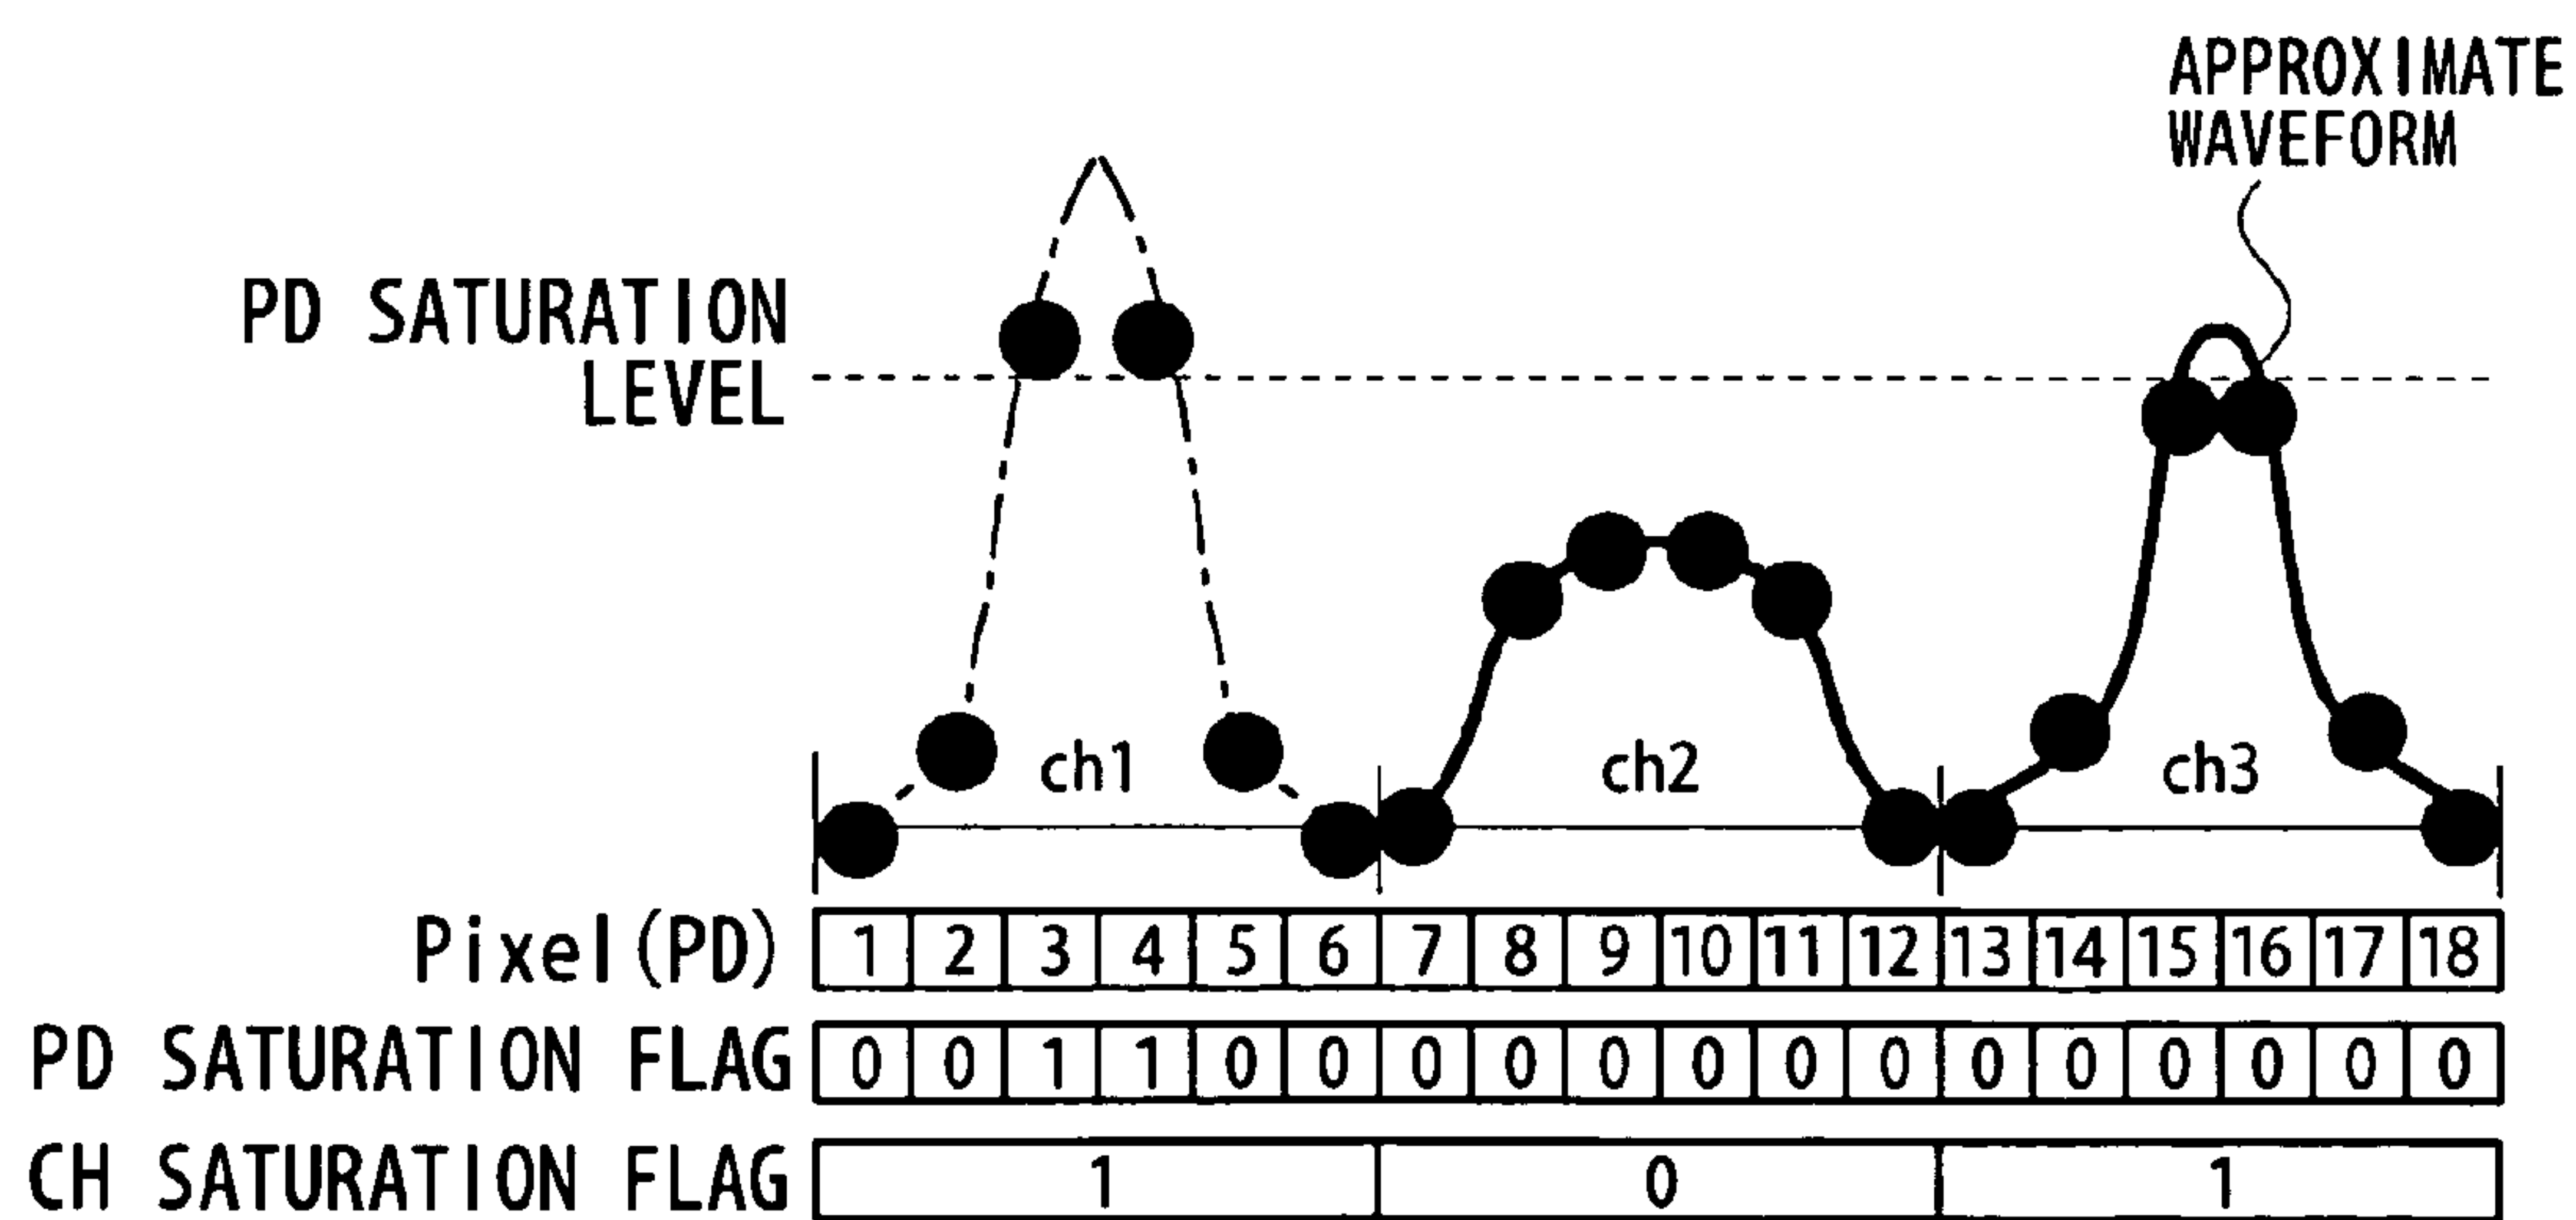 APPROXIMATE
WAVEFORM
PD SATURATION
LEVEL
ch1 ch2 ch3
Pixel(PD) 1 2 3 4 5 6 7 8 9 10 11 12 13 14 15 16 17 18
PD SATURATION FLAG 0 0 1 1 0 0 0 0 0 0 0 0 0 0 0 0 0 0
CH SATURATION FLAG 1 0 1